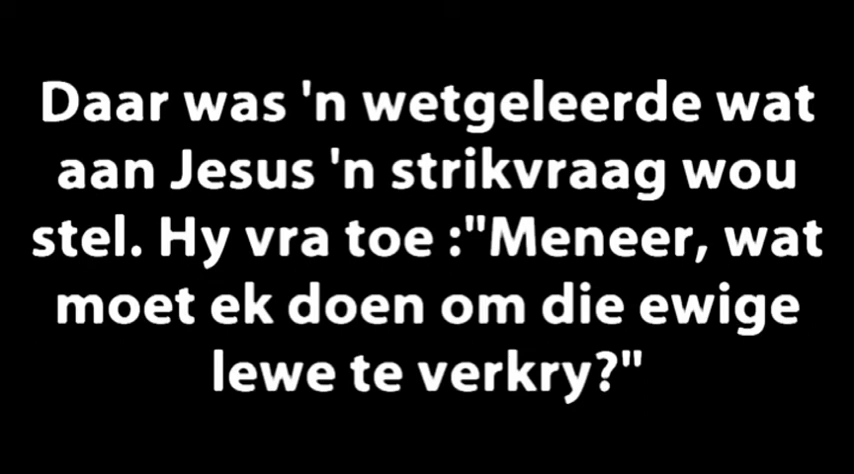 Daar was 'n wetgeleerde wat
aan Jesus 'n strikvraag wou
stel. Hy vra toe :"Meneer, wat
moet ek doen om die ewige
lewe te verkry?"